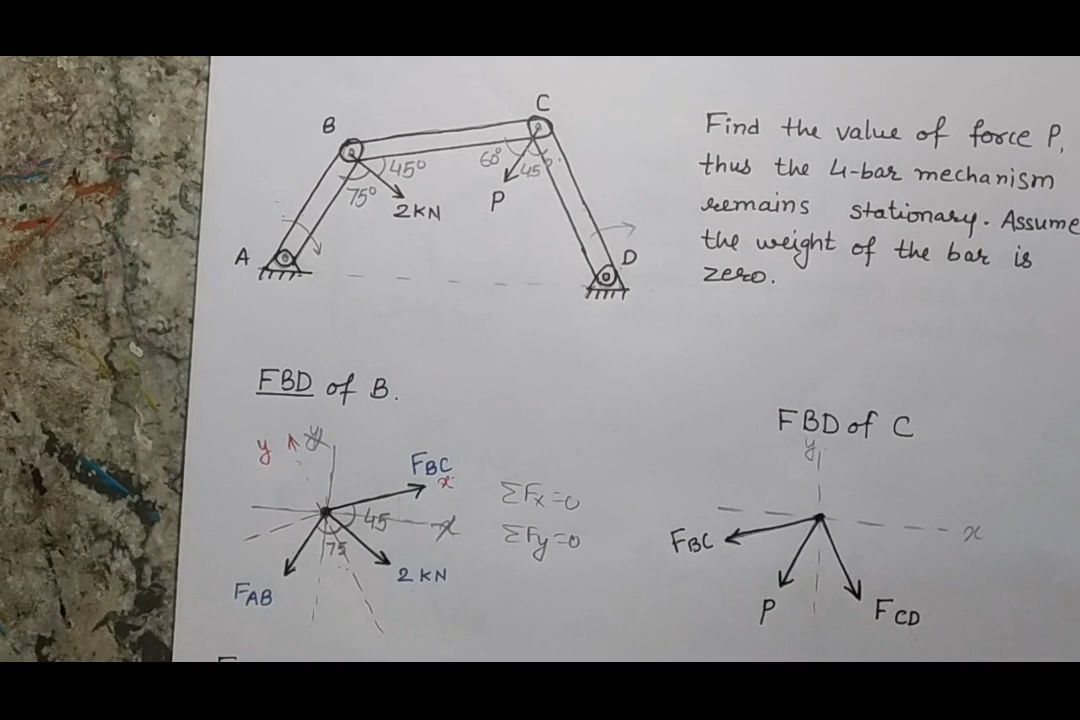 B
C
45°
75°
2 KN
60°
45°
P
A
D
Find the value of force P,
thus the 4-bar mechanism
remains stationary. Assume
the weight of the bar is
zero.
FBD of B.
y y
FBC
x
45
x
75
2 KN
FAB
ΣFx=0
ΣFy=0
FBD of C
y
x
FBC
P
FCD